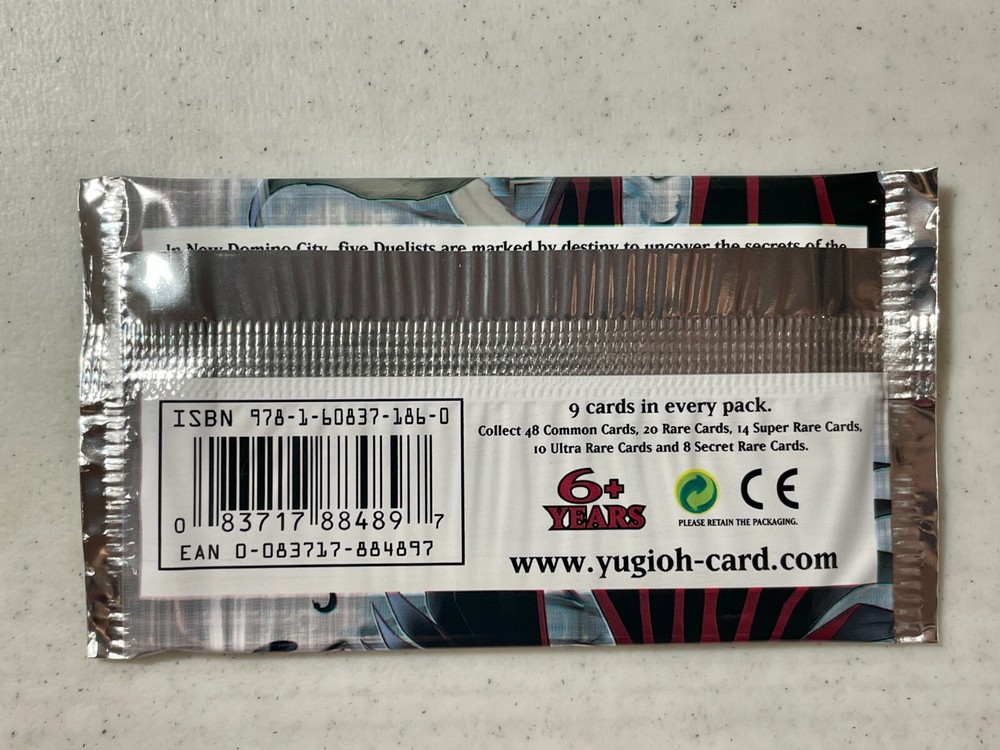 In New Domino City, five Duelists are marked by destiny to uncover the secrets of the
ISBN 978-1-60837-186-0
0 83717 88489 7
EAN 0-083717-884897
9 cards in every pack.
Collect 48 Common Cards, 20 Rare Cards, 14 Super Rare Cards,
10 Ultra Rare Cards and 8 Secret Rare Cards.
6+
YEARS
CE
PLEASE RETAIN THE PACKAGING.
www.yugioh-card.com